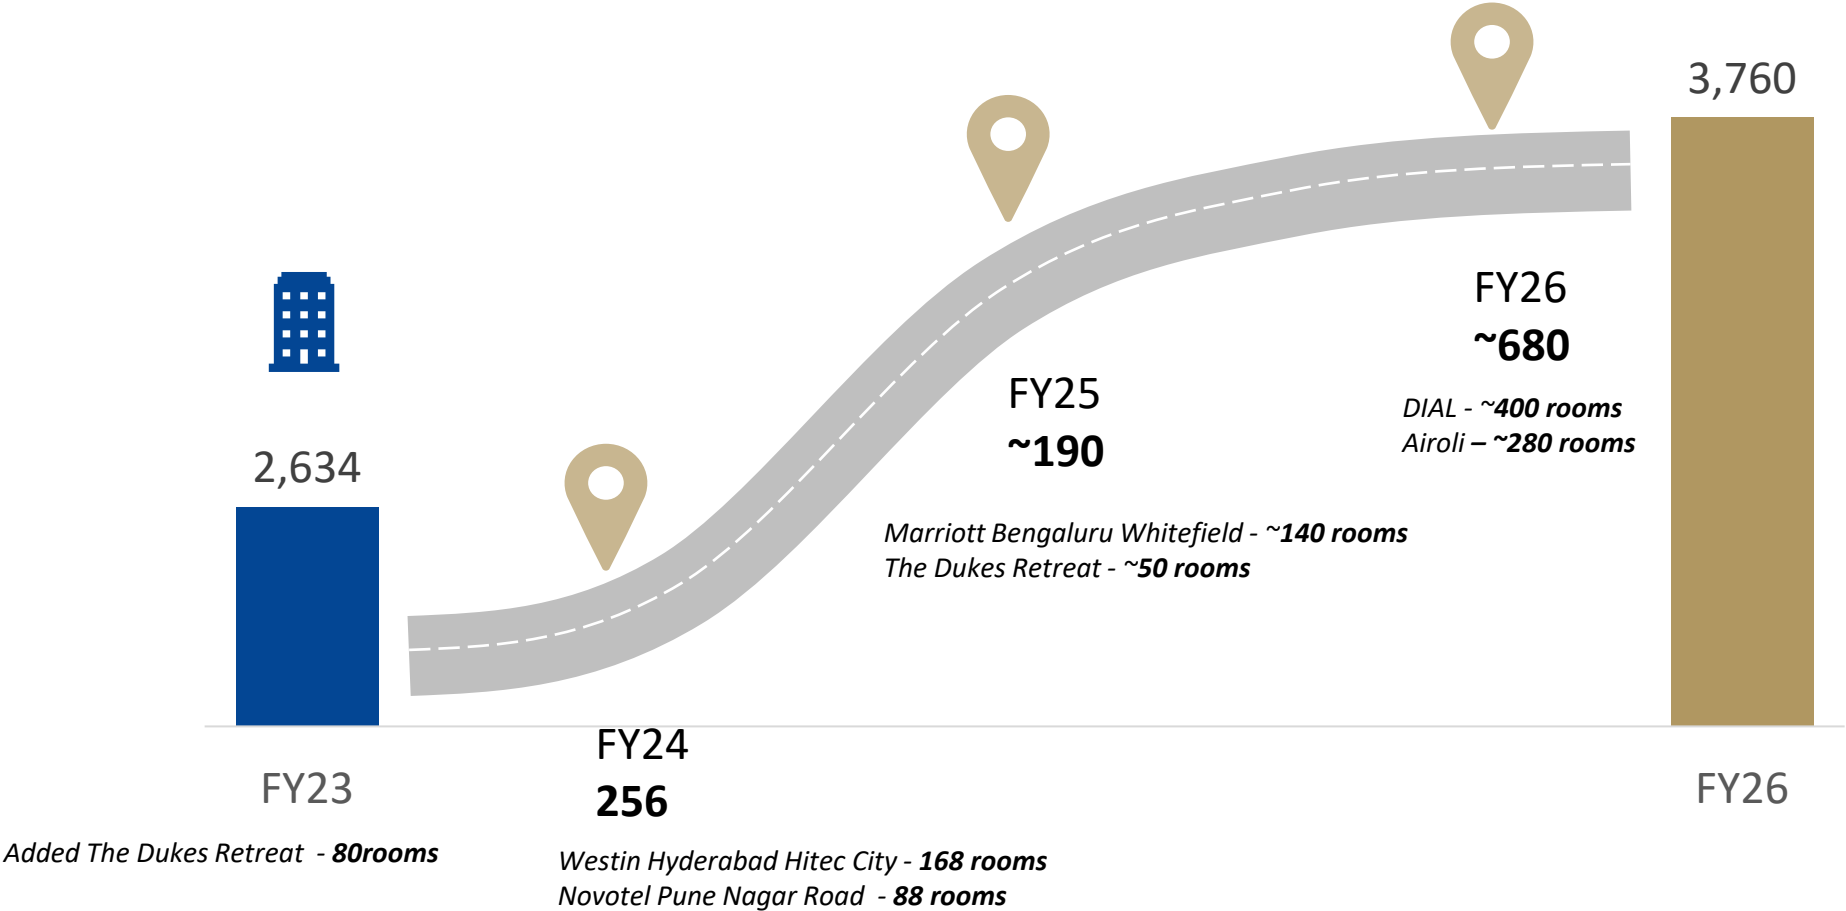 3,760
2,634
FY23
Added The Dukes Retreat - 80rooms
FY24
256
Westin Hyderabad Hitec City - 168 rooms
Novotel Pune Nagar Road - 88 rooms
FY25
~190
Marriott Bengaluru Whitefield - ~140 rooms
The Dukes Retreat - ~50 rooms
FY26
~680
DIAL - ~400 rooms
Airoli – ~280 rooms
FY26